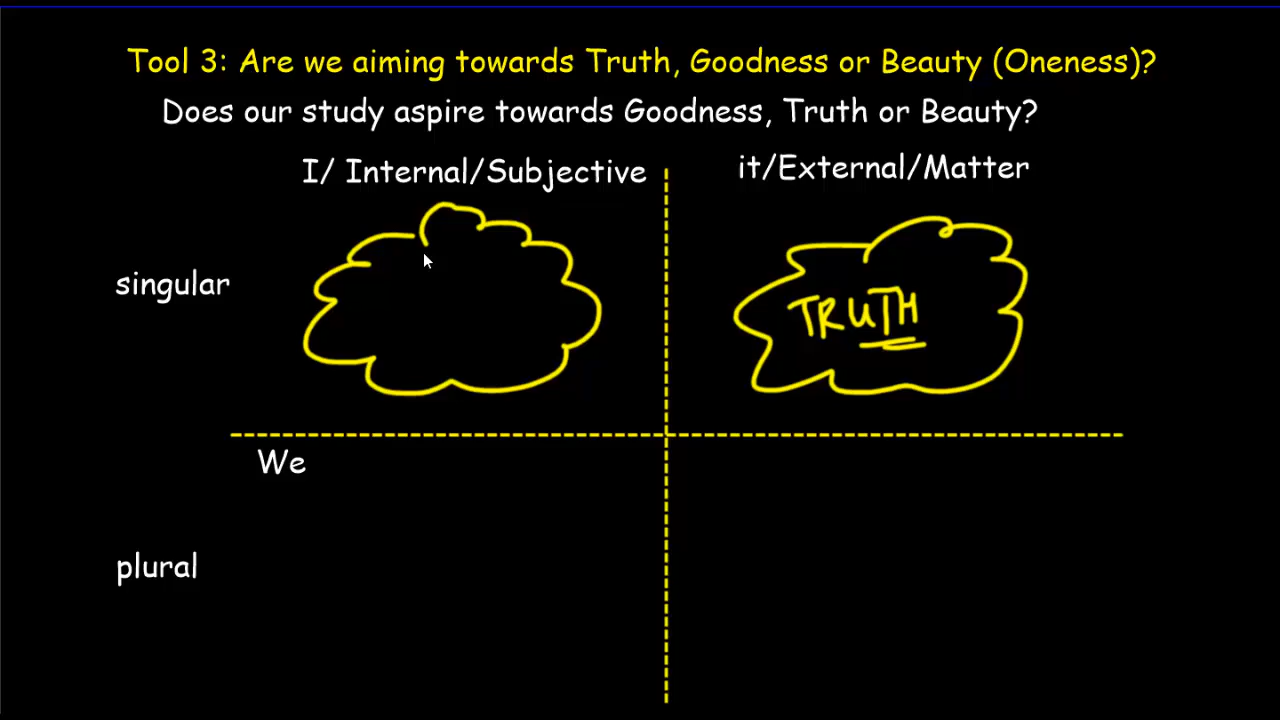 Tool 3: Are we aiming towards Truth, Goodness or Beauty (Oneness)?
Does our study aspire towards Goodness, Truth or Beauty?
I/ Internal/Subjective
it/External/Matter
singular
TRUTH
We
plural